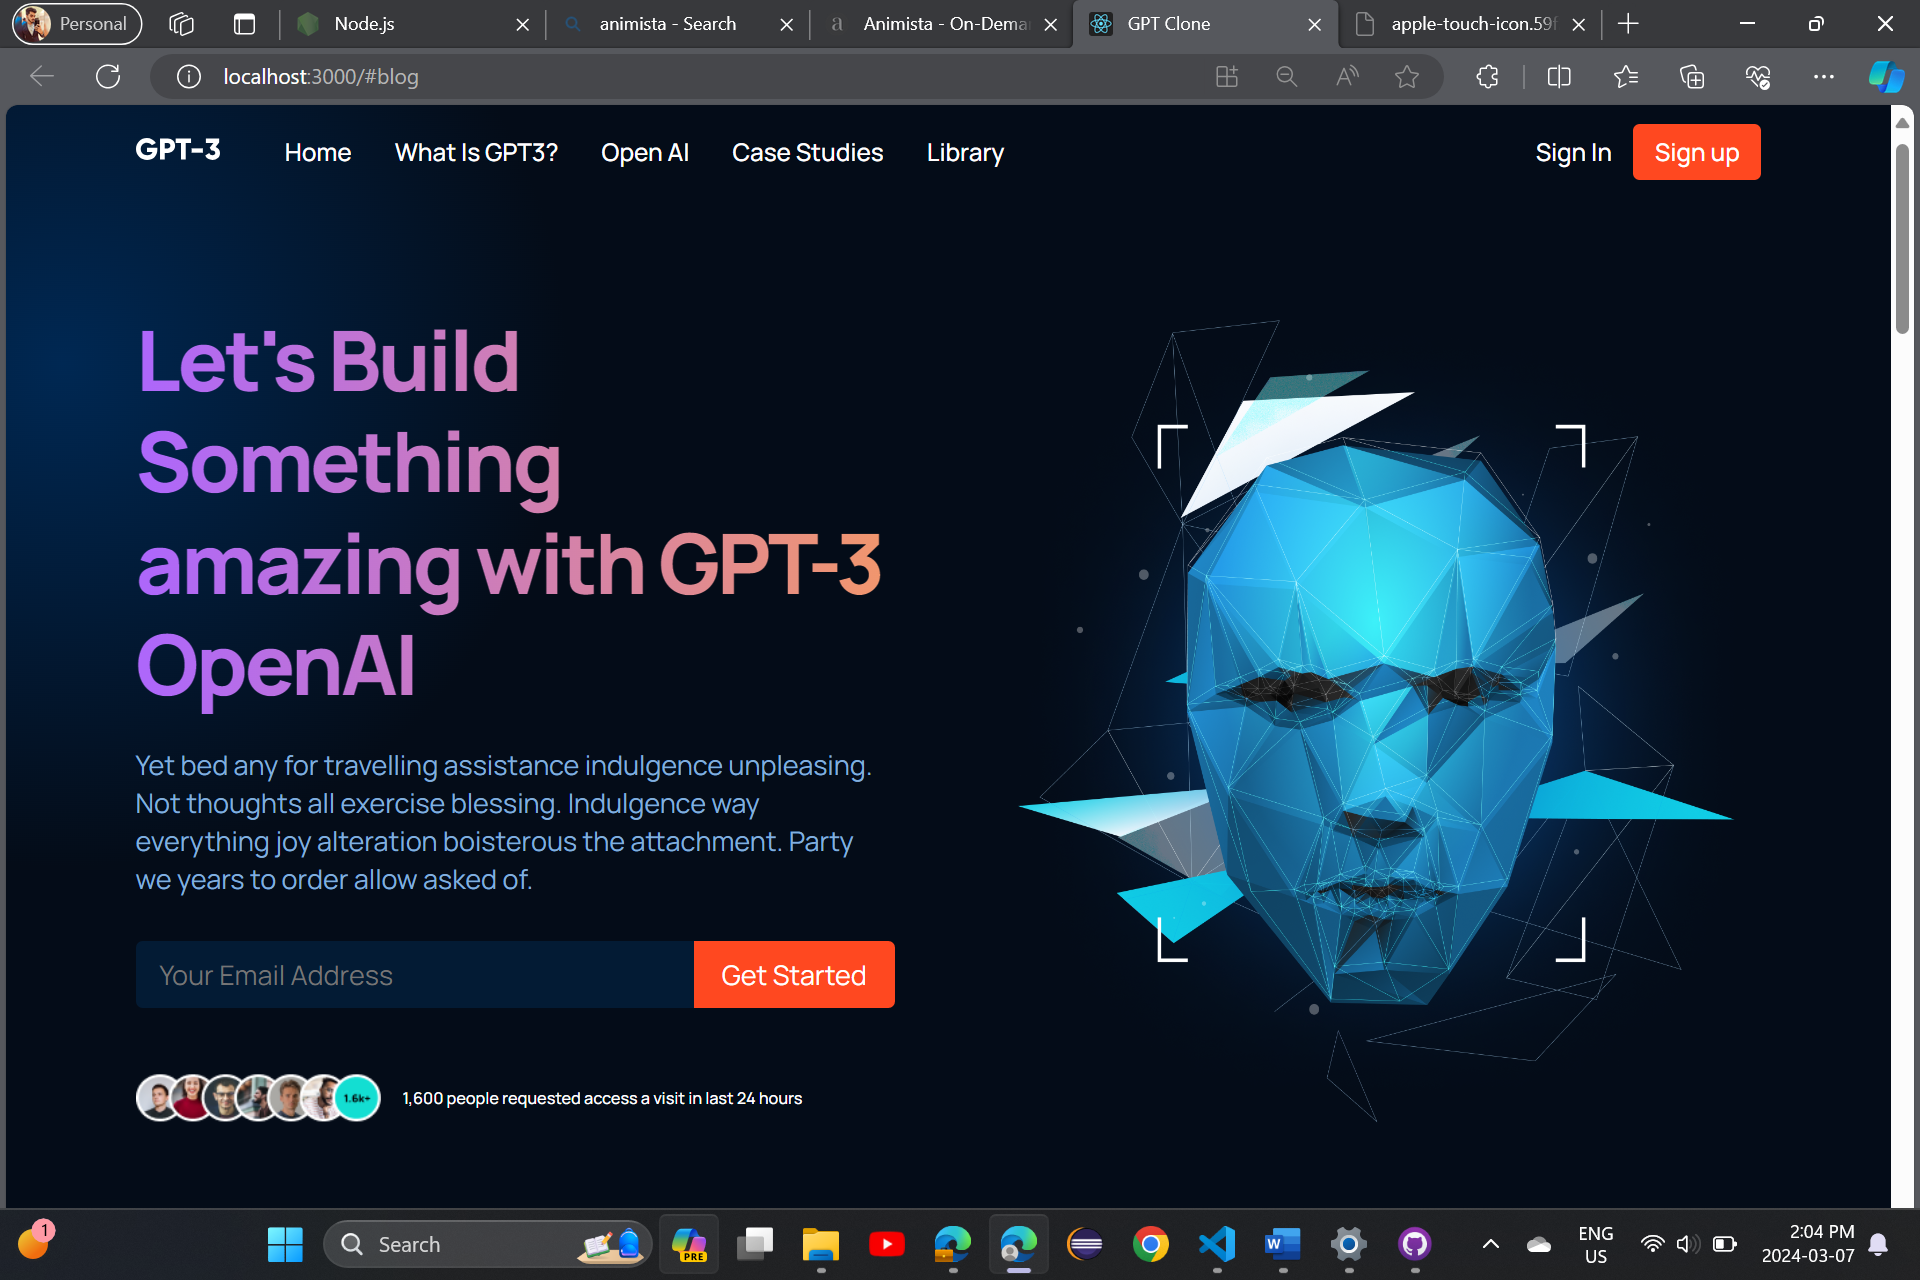 Personal
Node.js
animista - Search
Animista - On-Dema
GPT Clone
apple-touch-icon.59f
localhost:3000/#blog
GPT-3
Home
What Is GPT3?
Open AI
Case Studies
Library
Sign In
Sign up
Let's Build
Something
amazing with GPT-3
OpenAI
Yet bed any for travelling assistance indulgence unpleasing.
Not thoughts all exercise blessing. Indulgence way
everything joy alteration boisterous the attachment. Party
we years to order allow asked of.
Your Email Address
Get Started
1.6k+
1,600 people requested access a visit in last 24 hours
1
Search
PRE
ENG
US
2:04 PM
2024-03-07